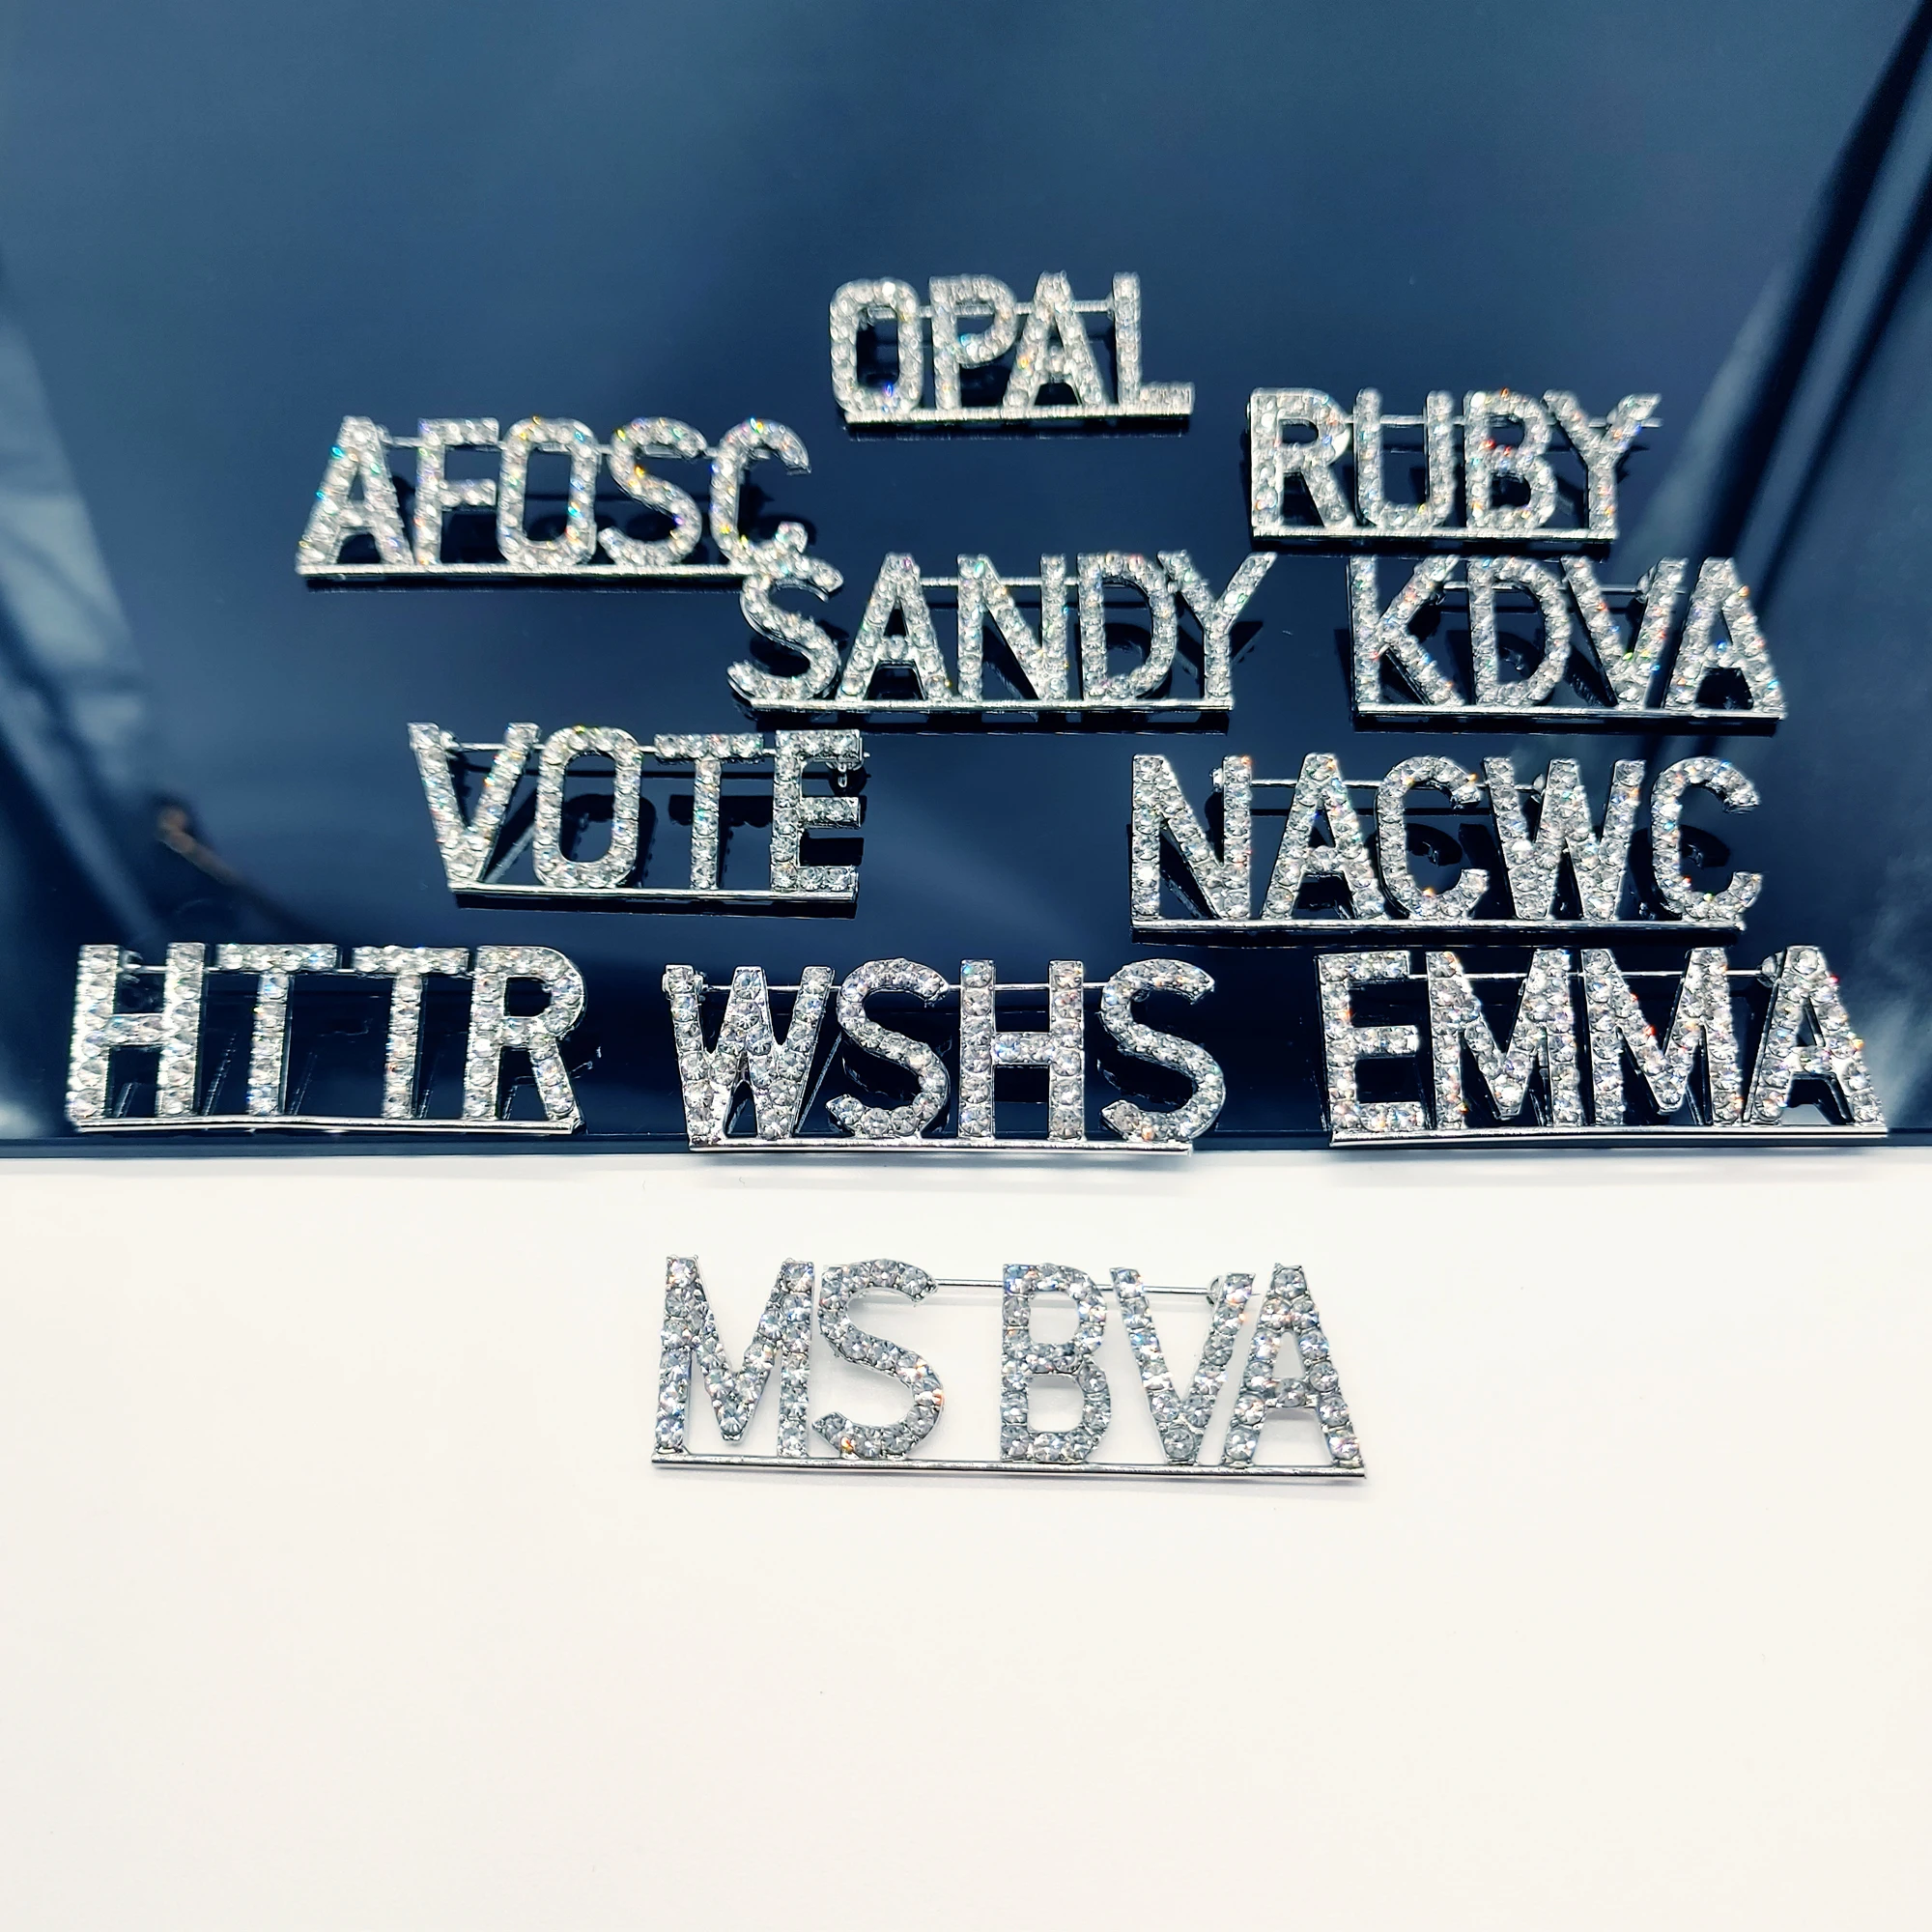 OPAL
AFOSC
RUBY
SANDY
KDVA
VOTE
NACWC
HTTR
WSHS
EMMA
MS BVA